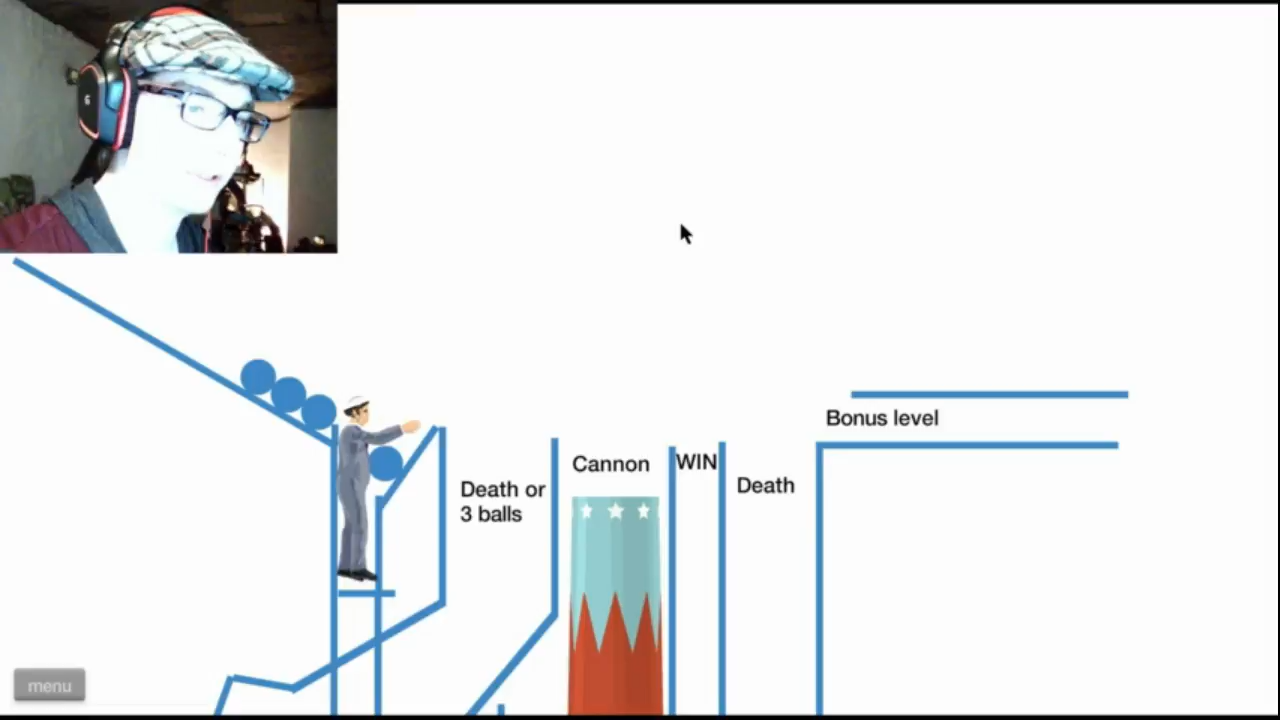 Bonus level
Cannon
WIN
Death
Death or
3 balls
menu